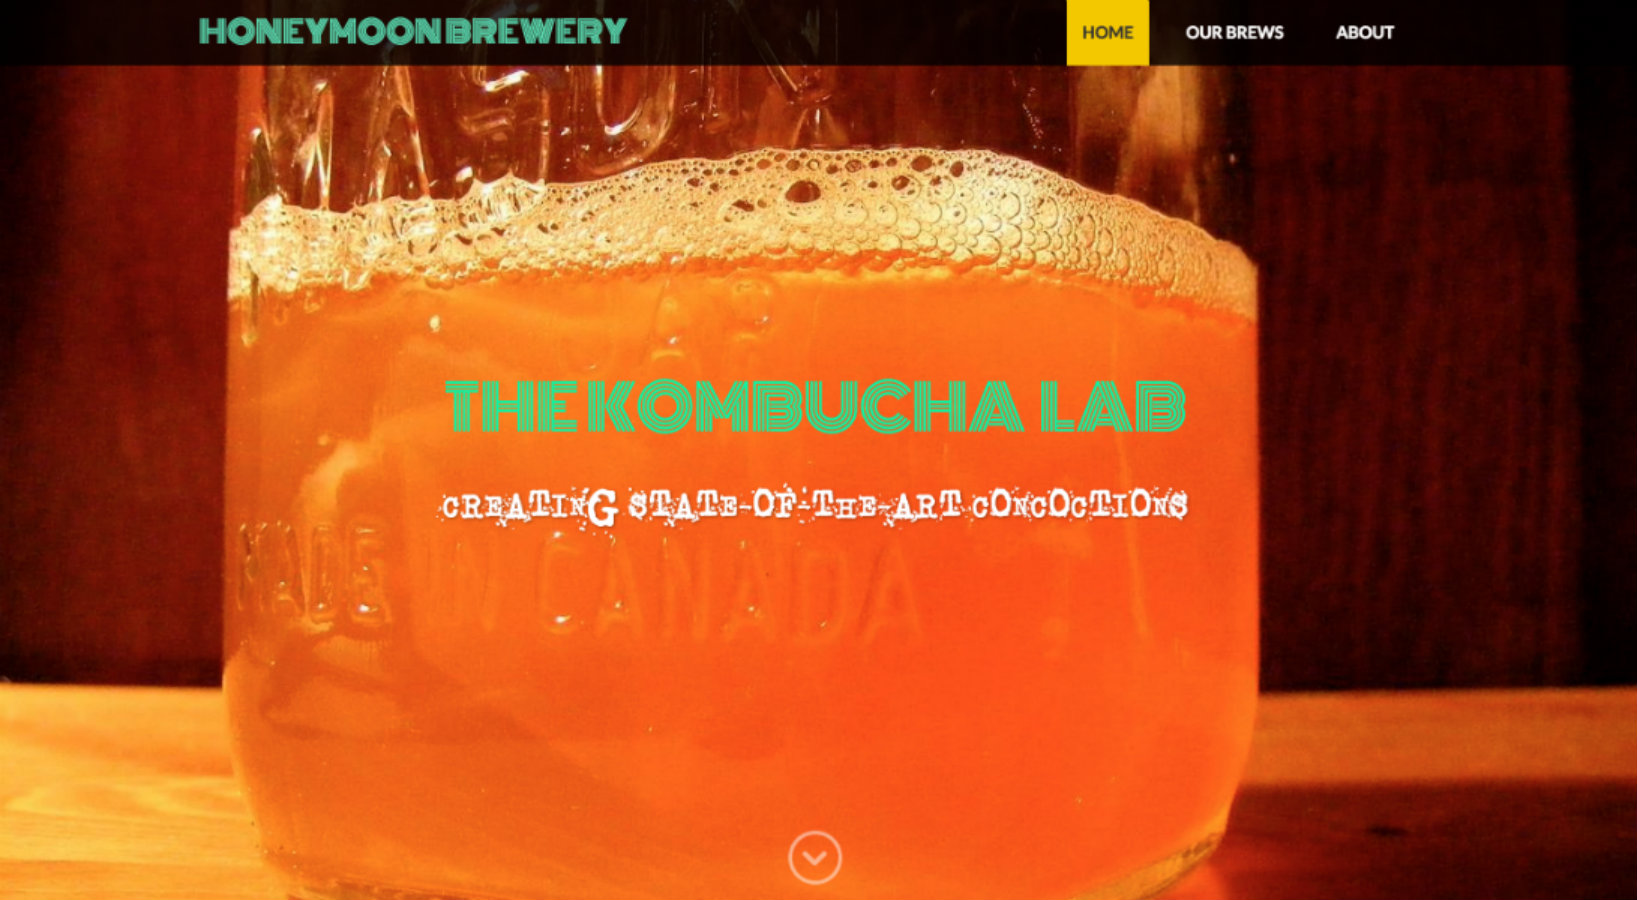 HONEYMOON BREWERY
HOME OUR BREWS ABOUT
MASON
THE KOMBUCHA LAB
CREATING STATE-OF-THE-ART CONCOCTIONS
MADE IN CANADA